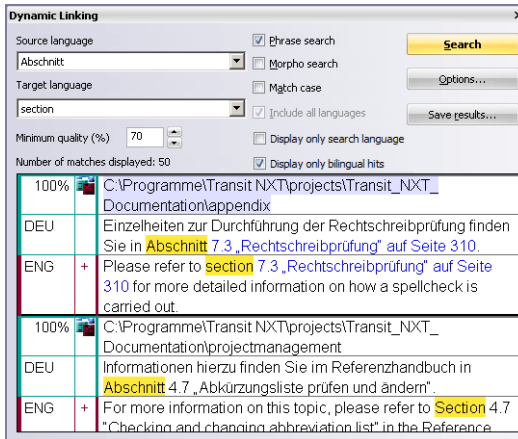 Dynamic Linking
Source language
Abschnitt
Target language
section
Minimum quality (%) 70
Number of matches displayed: 50
Phrase search
Morpho search
Match case
Include all languages
Display only search language
Display only bilingual hits
Search
Options...
Save results...
100% C:\Programme\Transit NXT\projects\Transit_NXT_
Documentation\appendix
DEU Einzelheiten zur Durchführung der Rechtschreibprüfung finden
Sie in Abschnitt 7.3 „Rechtschreibprüfung" auf Seite 310.
ENG + Please refer to section 7.3 „Rechtschreibprüfung" auf Seite
310 for more detailed information on how a spellcheck is
carried out.
100% C:\Programme\Transit NXT\projects\Transit_NXT_
Documentation\projectmanagement
DEU Informationen hierzu finden Sie im Referenzhandbuch in
Abschnitt 4.7 „Abkürzungsliste prüfen und ändern".
ENG + For more information on this topic, please refer to Section 4.7
"Checking and changing abbreviation list" in the Reference